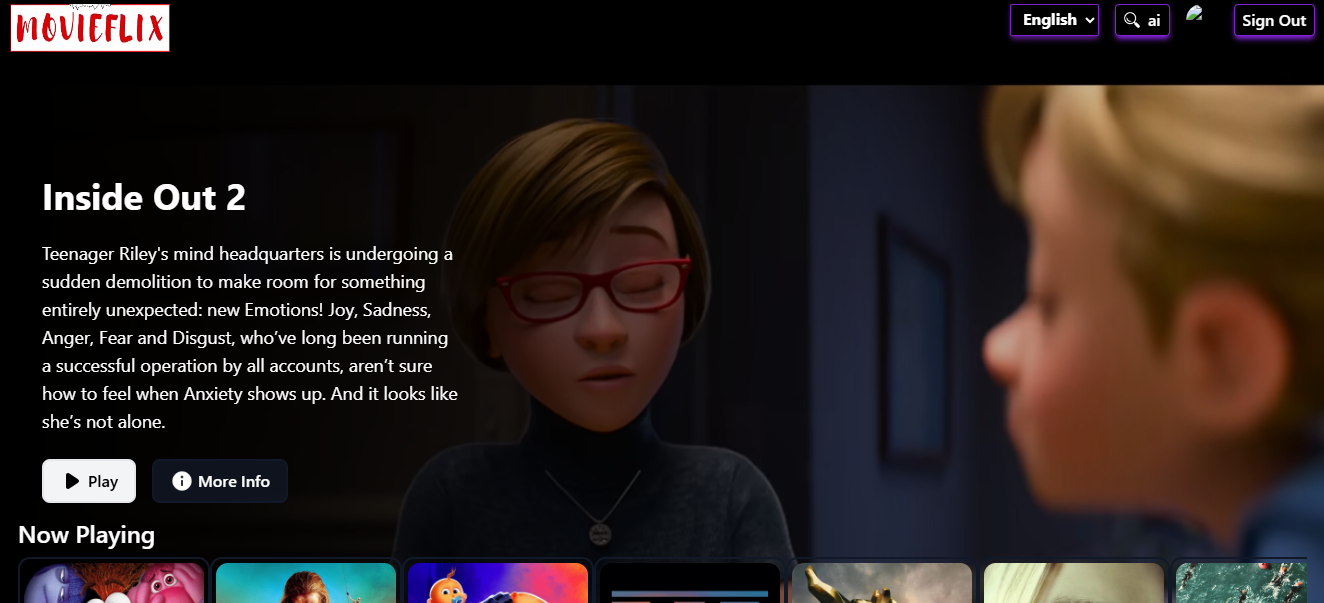 MOVIEFLIX
English
ai
Sign Out
Inside Out 2
Teenager Riley's mind headquarters is undergoing a
sudden demolition to make room for something
entirely unexpected: new Emotions! Joy, Sadness,
Anger, Fear and Disgust, who’ve long been running
a successful operation by all accounts, aren’t sure
how to feel when Anxiety shows up. And it looks like
she’s not alone.
Play
More Info
Now Playing